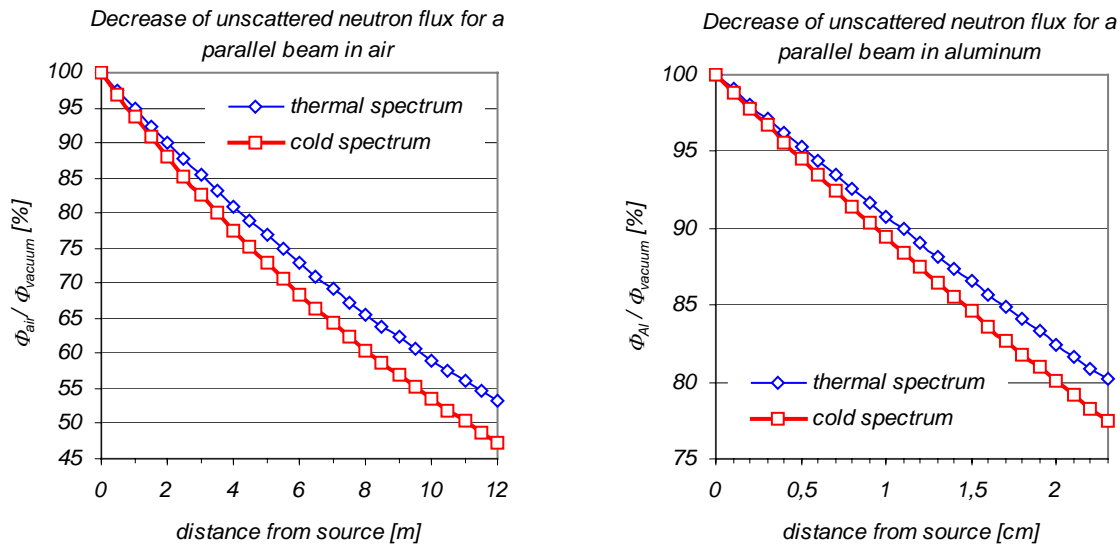 Decrease of unscattered neutron flux for a
parallel beam in air
100
95
90
85
80
75
70
65
60
55
50
45
Φair / Φvacuum [%]
thermal spectrum
cold spectrum
0 2 4 6 8 10 12
distance from source [m]
Decrease of unscattered neutron flux for a
parallel beam in aluminum
100
95
90
85
80
75
ΦAl / Φvacuum [%]
thermal spectrum
cold spectrum
0 0,5 1 1,5 2
distance from source [cm]